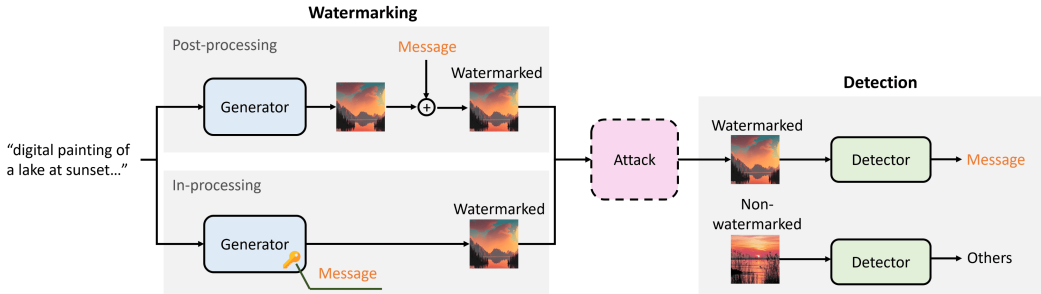 Watermarking
Post-processing
Message
Watermarked
Generator
+
"digital painting of
a lake at sunset..."
In-processing
Watermarked
Generator
Message
Attack
Detection
Watermarked
Detector
Message
Non-
watermarked
Detector
Others